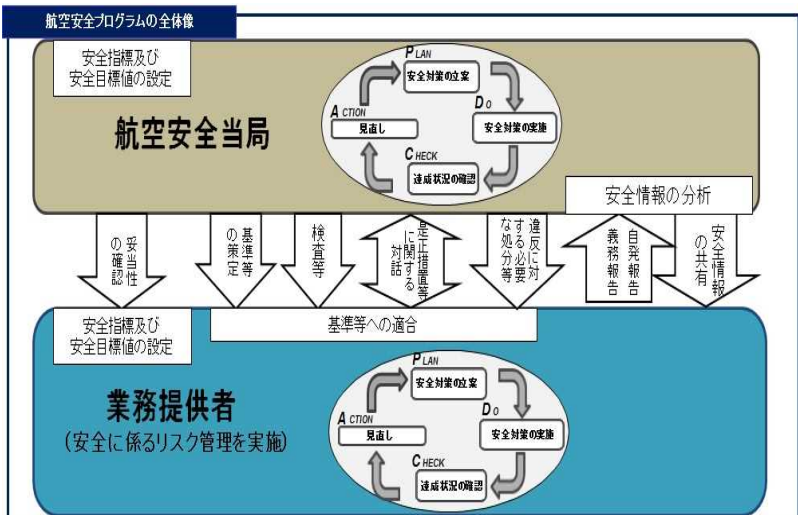 航空安全プログラムの全体像
安全指標及び
安全目標値の設定
航空安全当局
PLAN
安全対策の立案
DO
安全対策の実施
CHECK
達成状況の確認
ACTION
見直し
安全情報の分析
妥当性
の確認
基準等
の策定
検査等
是正措置等
に関する
対話
違反に対
する必要
な処分等
自発報告
義務報告
安全情報
の共有
安全指標及び
安全目標値の設定
基準等への適合
業務提供者
(安全に係るリスク管理を実施)
PLAN
安全対策の立案
DO
安全対策の実施
CHECK
達成状況の確認
ACTION
見直し